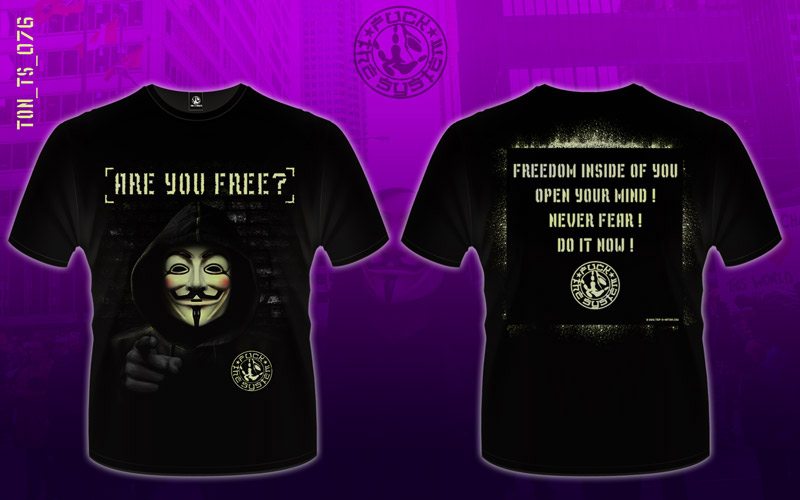 TON_TS_076
FUCK THE SYSTEM
[ARE YOU FREE?]
FUCK THE SYSTEM
FREEDOM INSIDE OF YOU
OPEN YOUR MIND !
NEVER FEAR !
DO IT NOW !
FUCK THE SYSTEM